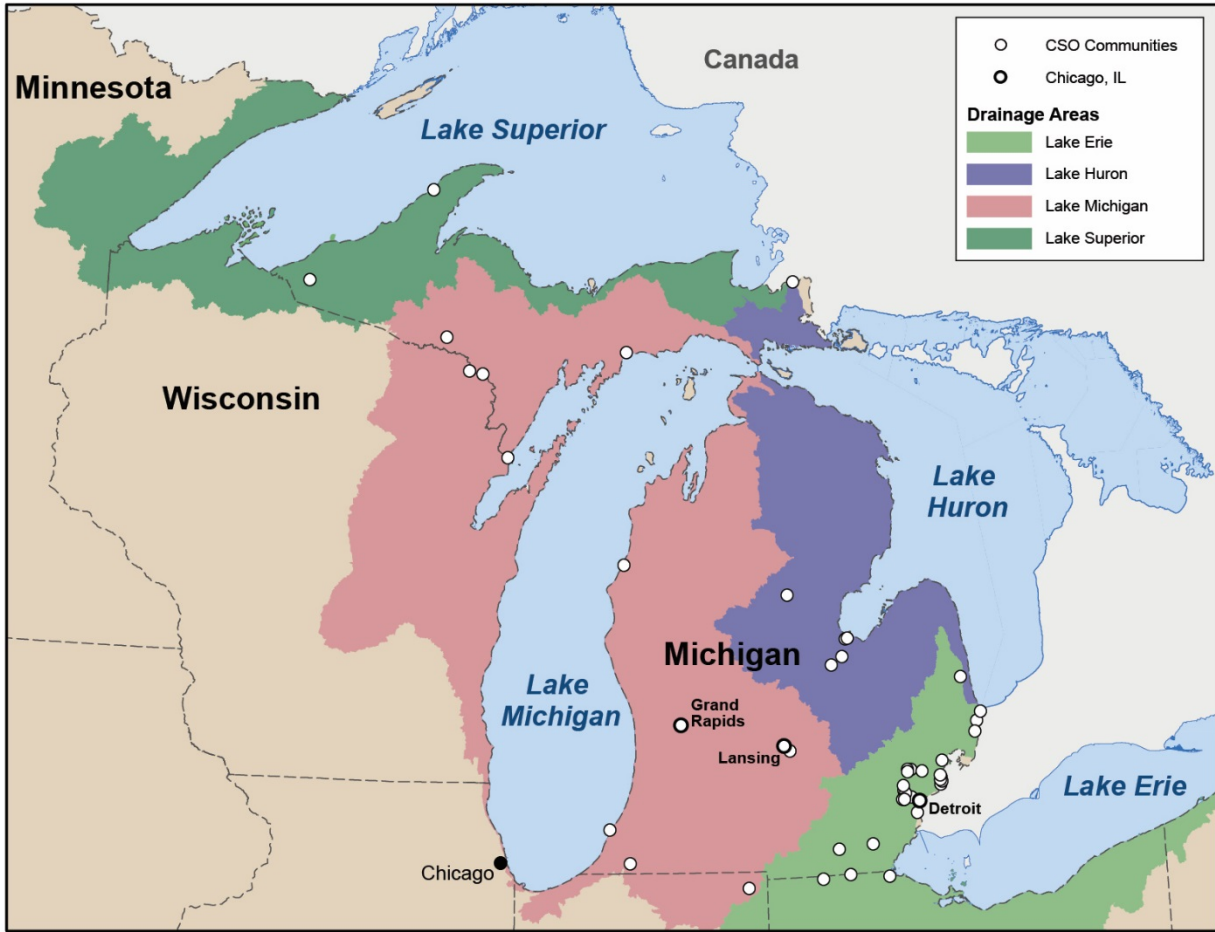 Minnesota
Canada
Lake Superior
CSO Communities
Chicago, IL
Drainage Areas
Lake Erie
Lake Huron
Lake Michigan
Lake Superior
Wisconsin
Lake
Huron
Michigan
Lake
Michigan
Grand
Rapids
Lansing
Detroit
Lake Erie
Chicago